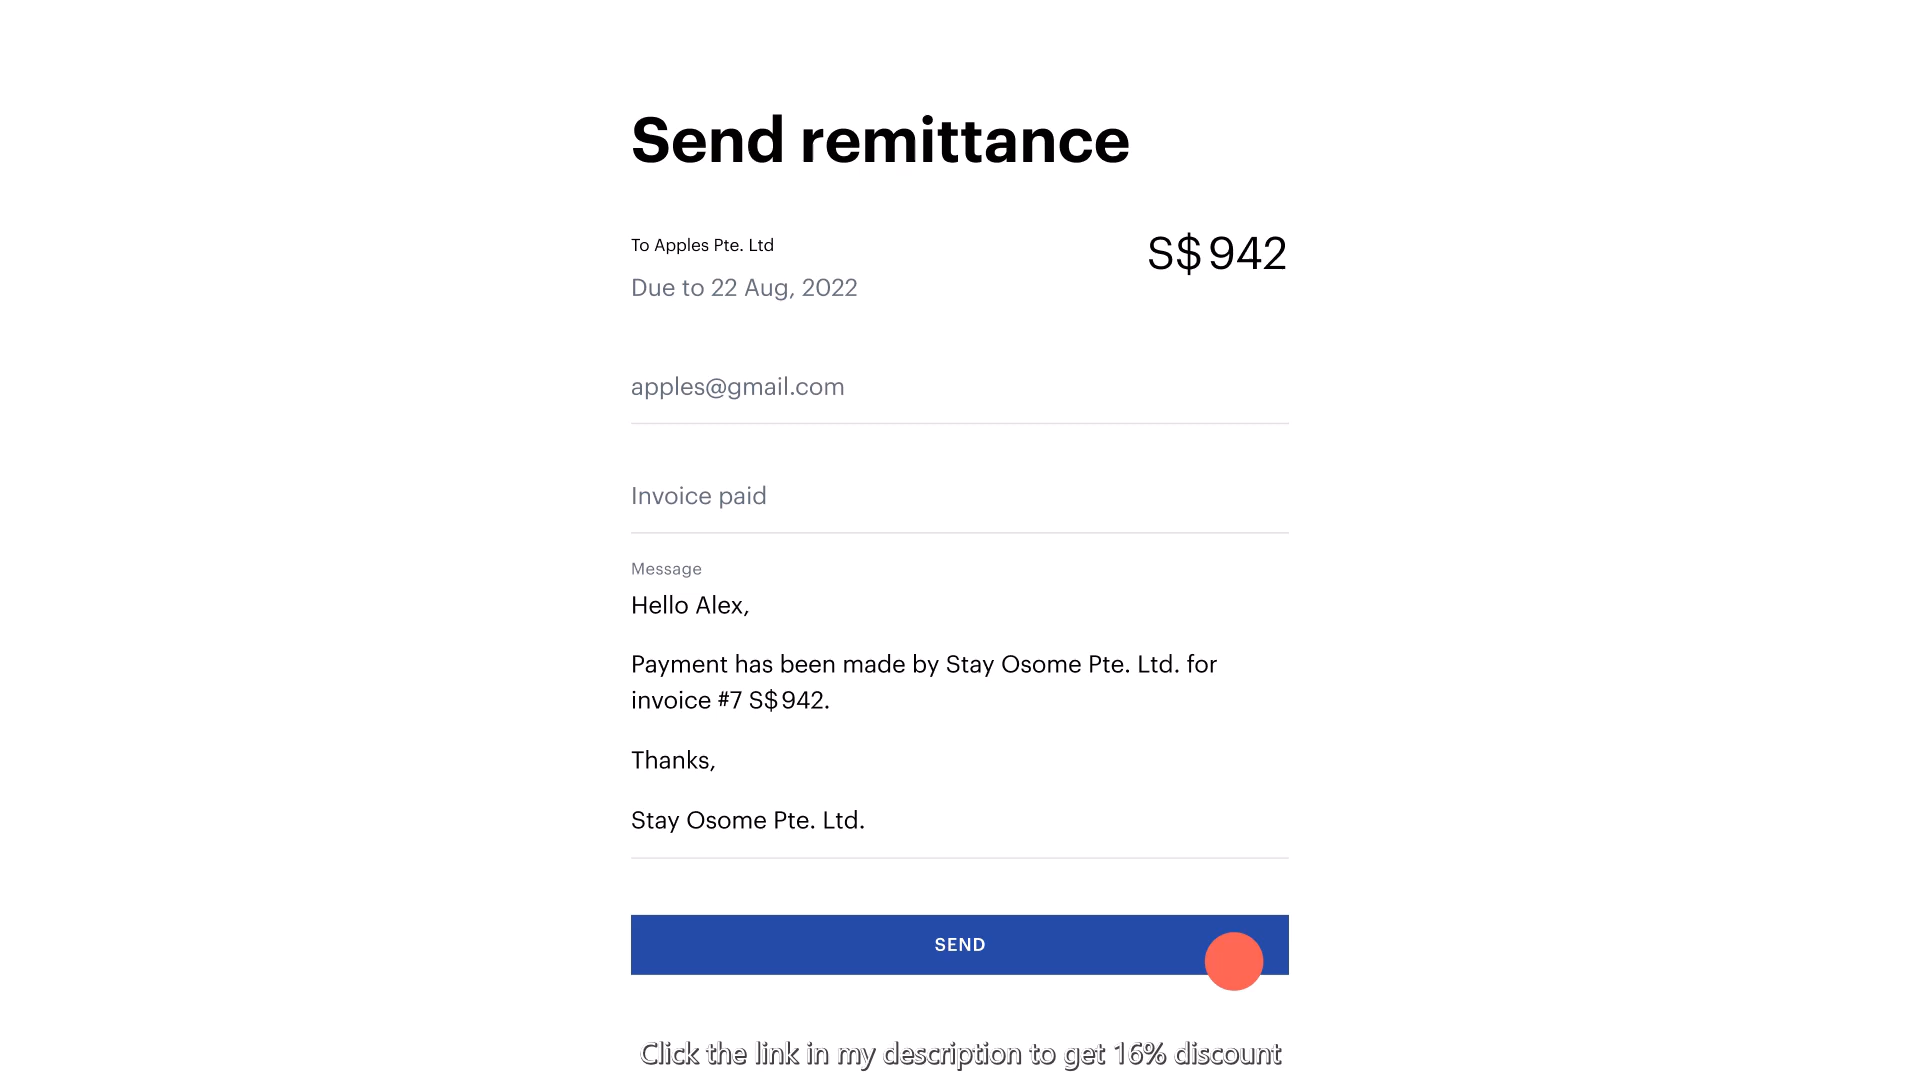 Send remittance
To Apples Pte. Ltd
S$942
Due to 22 Aug, 2022
apples@gmail.com
Invoice paid
Message
Hello Alex,
Payment has been made by Stay Osome Pte. Ltd. for
invoice #7 S$942.
Thanks,
Stay Osome Pte. Ltd.
SEND
Click the link in my description to get 16% discount